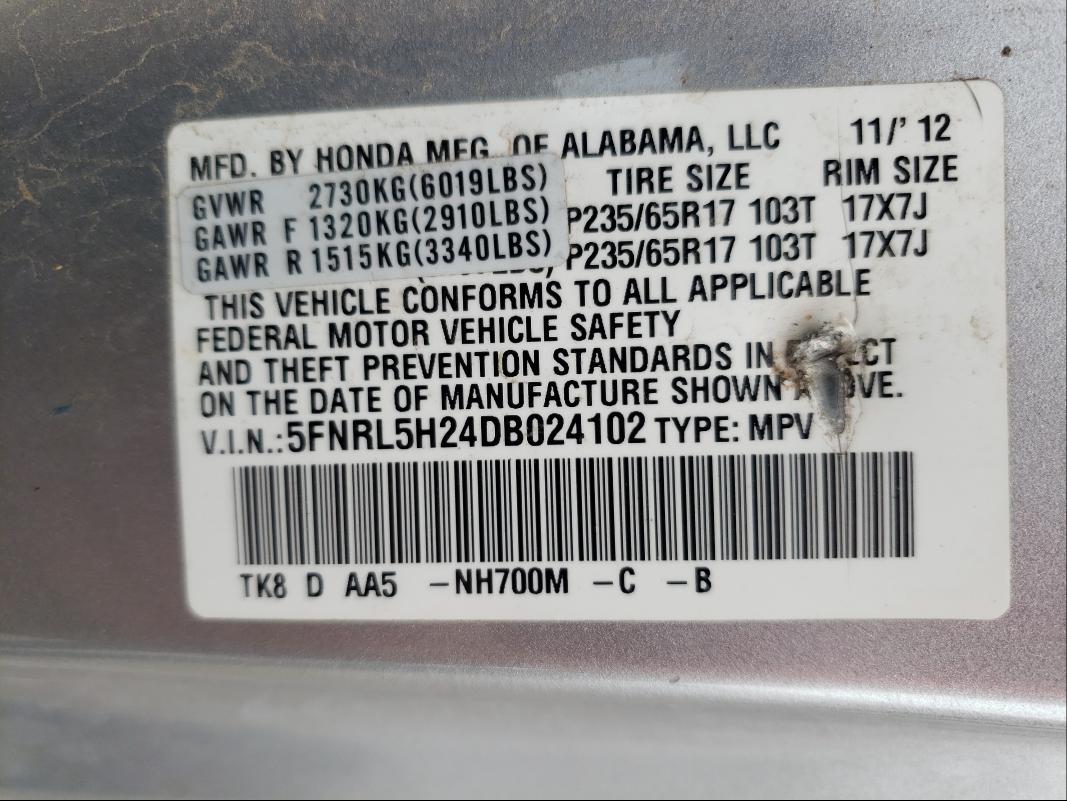 MFD. BY HONDA MFG. OF ALABAMA, LLC 11/' 12
TIRE SIZE RIM SIZE
GVWR 2730KG(6019LBS)
GAWR F 1320KG(2910LBS) P235/65R17 103T 17X7J
GAWR R 1515KG(3340LBS) P235/65R17 103T 17X7J
THIS VEHICLE CONFORMS TO ALL APPLICABLE
FEDERAL MOTOR VEHICLE SAFETY
AND THEFT PREVENTION STANDARDS IN
ON THE DATE OF MANUFACTURE SHOWN
V.I.N.: 5FNRL5H24DB024102 TYPE: MPV
TK8 D AA5 –NH700M –C –B